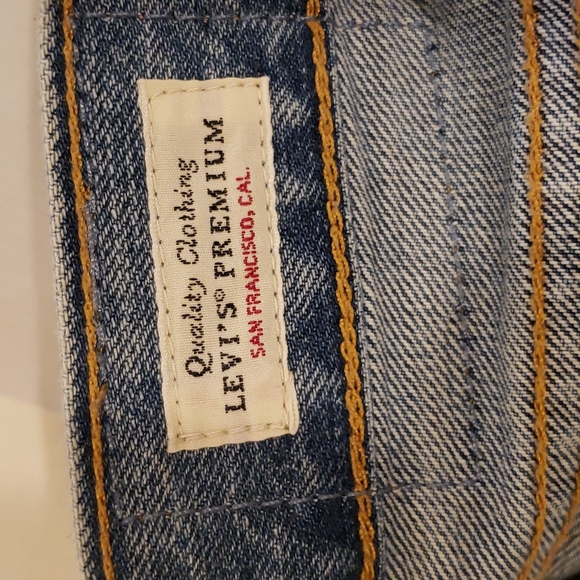 Quality Clothing
LEVI'S® PREMIUM
SAN FRANCISCO, CAL.